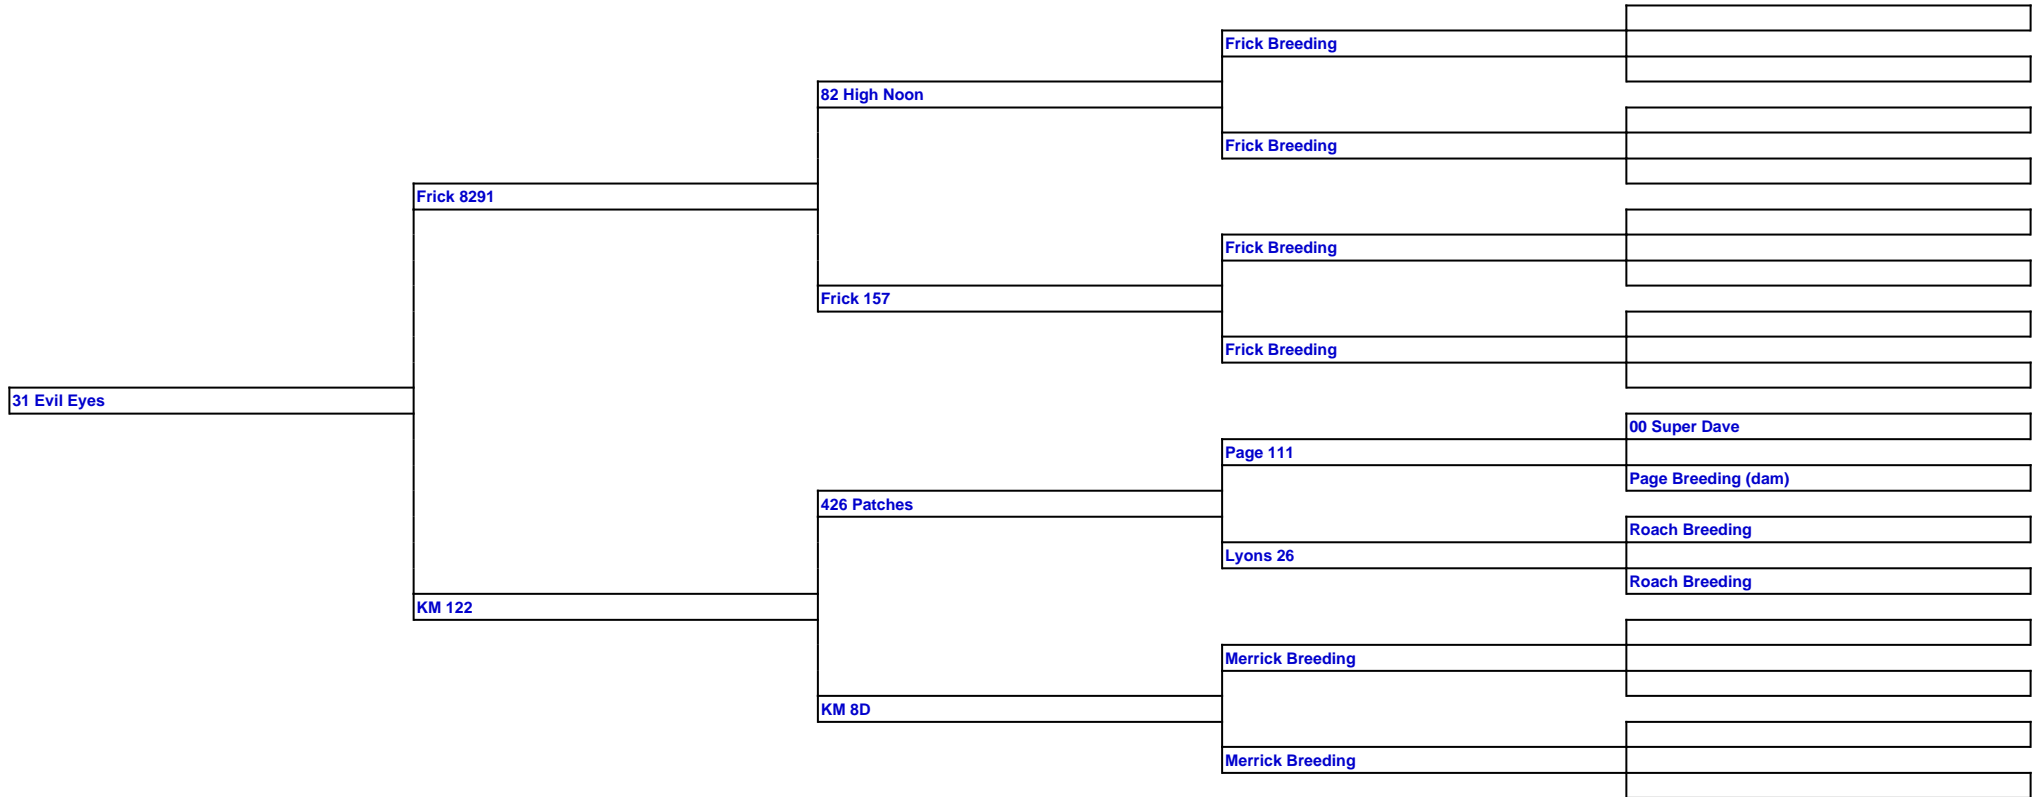 Frick Breeding
82 High Noon
Frick Breeding
Frick 8291
Frick Breeding
Frick 157
Frick Breeding
31 Evil Eyes
00 Super Dave
Page 111
Page Breeding (dam)
426 Patches
Roach Breeding
Lyons 26
Roach Breeding
KM 122
Merrick Breeding
KM 8D
Merrick Breeding